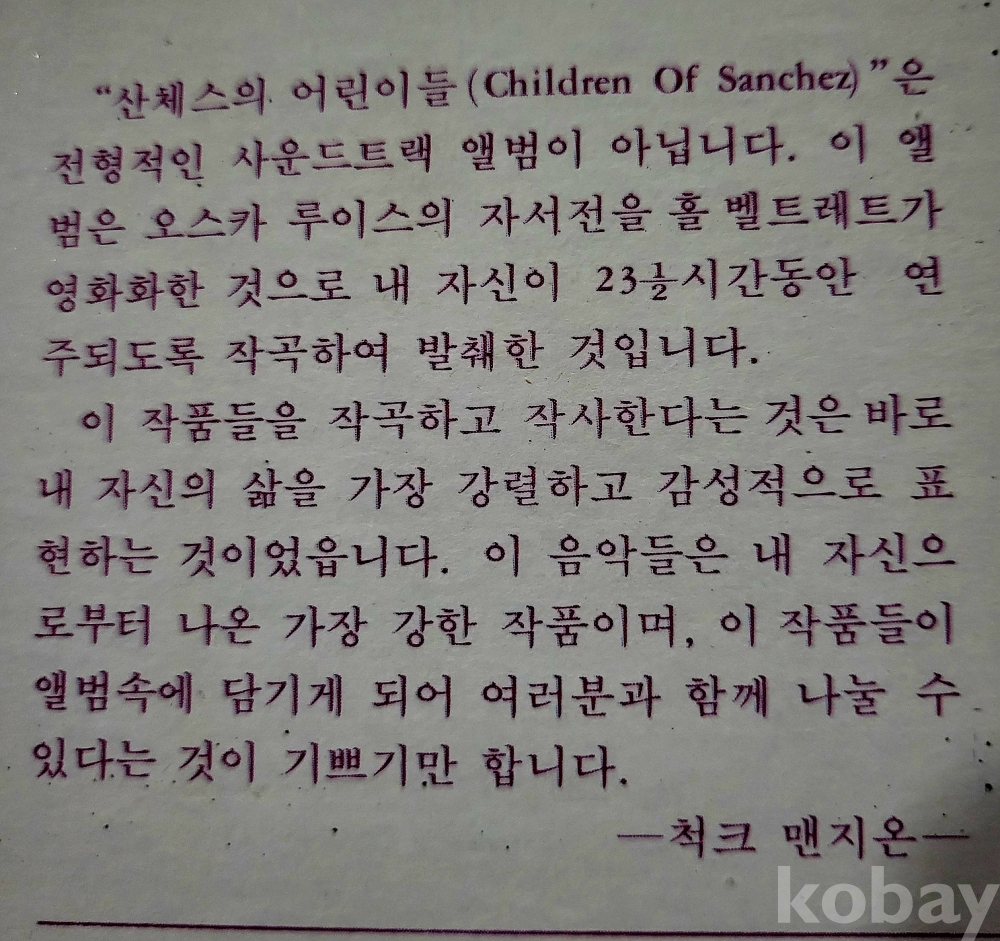 “산체스의 어린이들(Children Of Sanchez)”은
전형적인 사운드트랙 앨범이 아닙니다. 이 앨
범은 오스카 루이스의 자서전을 홀 벨트레트가
영화화한 것으로 내 자신이 23½시간동안 연
주되도록 작곡하여 발췌한 것입니다.
이 작품들을 작곡하고 작사한다는 것은 바로
내 자신의 삶을 가장 강렬하고 감성적으로 표
현하는 것이었읍니다. 이 음악들은 내 자신으
로부터 나온 가장 강한 작품이며, 이 작품들이
앨범속에 담기게 되어 여러분과 함께 나눌 수
있다는 것이 기쁘기만 합니다.
—척크 맨지온—
kobay